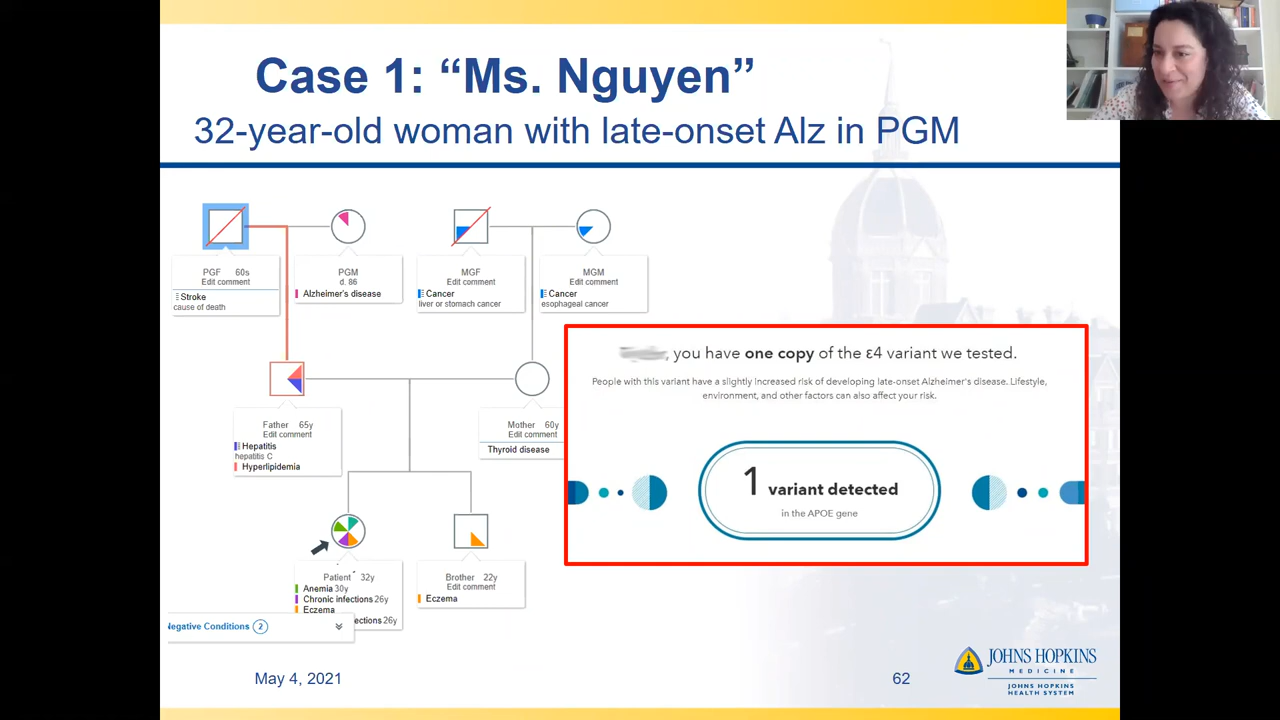 Case 1: “Ms. Nguyen”
32-year-old woman with late-onset Alz in PGM
PGF 60s
Edit comment
Stroke
cause of death
PGM
d. 86
Alzheimer's disease
MGF
Edit comment
Cancer
liver or stomach cancer
MGM
Edit comment
Cancer
esophageal cancer
Father 65y
Edit comment
Hepatitis
hepatitis C
Hyperlipidemia
Mother 60y
Edit comment
Thyroid disease
, you have one copy of the ε4 variant we tested.
People with this variant have a slightly increased risk of developing late-onset Alzheimer's disease. Lifestyle,
environment, and other factors can also affect your risk.
1 variant detected
in the APOE gene
Patient 32y
Anemia 30y
Chronic infections 26y
Eczema
ections 26y
Brother 22y
Edit comment
Eczema
Negative Conditions 2
May 4, 2021
62
JOHNS HOPKINS
MEDICINE
JOHNS HOPKINS
HEALTH SYSTEM